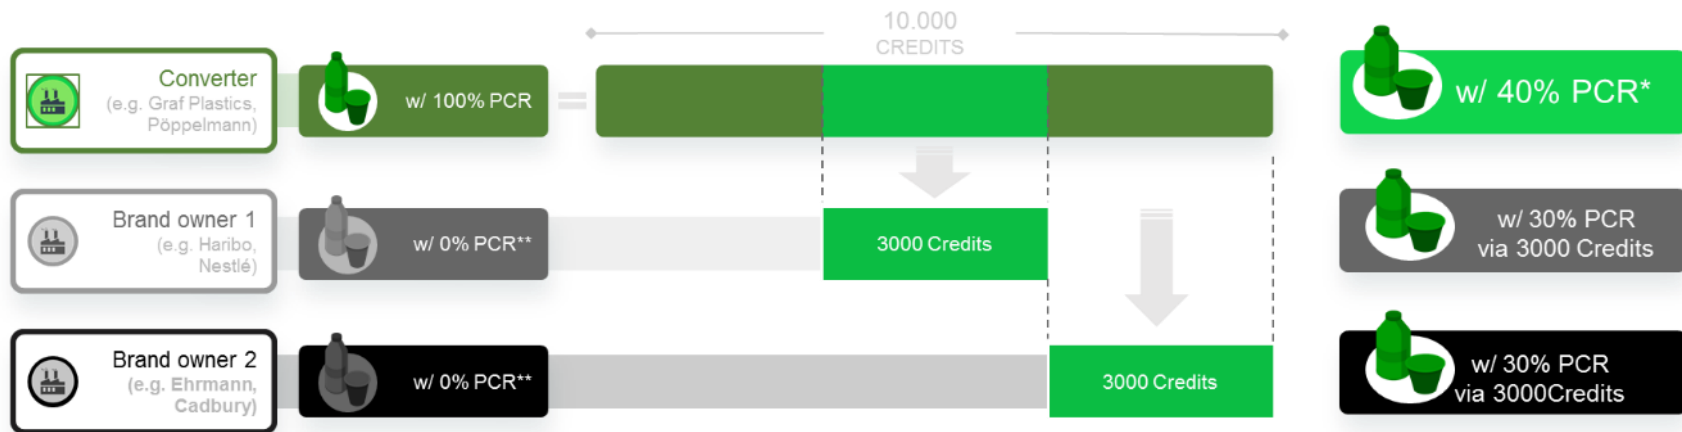 10.000
CREDITS
Converter
(e.g. Graf Plastics,
Pöppelmann)
w/ 100% PCR
=
w/ 40% PCR*
Brand owner 1
(e.g. Haribo,
Nestlé)
w/ 0% PCR**
3000 Credits
w/ 30% PCR
via 3000 Credits
Brand owner 2
(e.g. Ehrmann,
Cadbury)
w/ 0% PCR**
3000 Credits
w/ 30% PCR
via 3000Credits